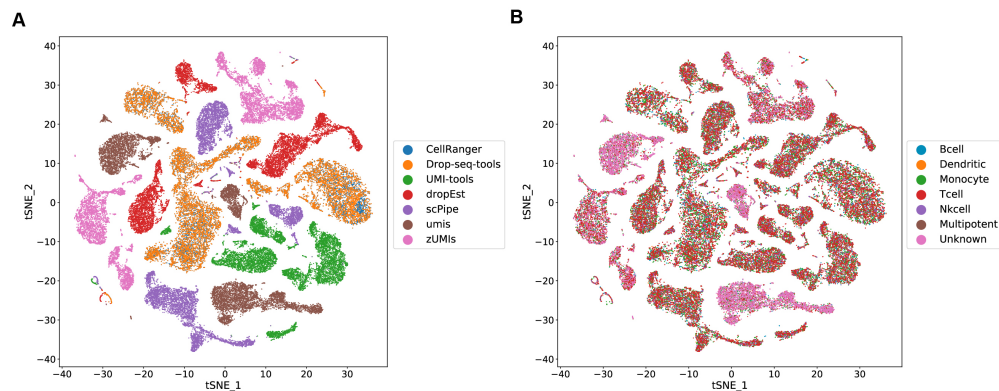 A
B
tSNE_2
40
30
20
10
0
−10
−20
−30
−40
−40
−30
−20
−10
0
10
20
30
tSNE_1
CellRanger
Drop-seq-tools
UMI-tools
dropEst
scPipe
umis
zUMIs
tSNE_2
40
30
20
10
0
−10
−20
−30
−40
−40
−30
−20
−10
0
10
20
30
tSNE_1
Bcell
Dendritic
Monocyte
Tcell
Nkcell
Multipotent
Unknown